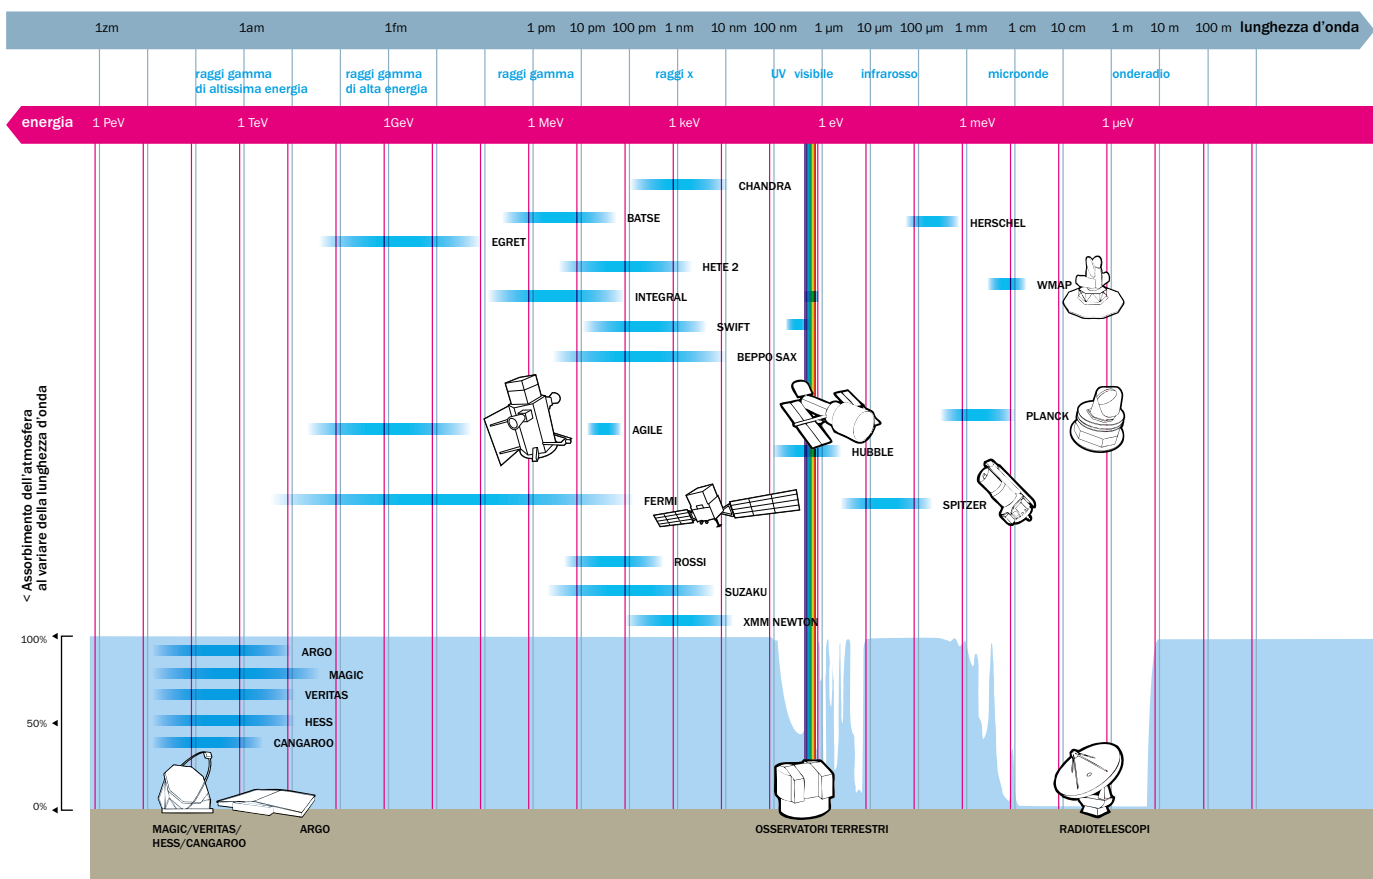 1zm 1am 1fm 1 pm 10 pm 100 pm 1 nm 10 nm 100 nm 1 µm 10 µm 100 µm 1 mm 1 cm 10 cm 1 m 10 m 100 m lunghezza d'onda
raggi gamma
di altissima energia
raggi gamma
di alta energia
raggi gamma
raggi x
UV visibile
infrarosso
microonde
onderadio
energia 1 PeV 1 TeV 1GeV 1 MeV 1 keV 1 eV 1 meV 1 µeV
CHANDRA
BATSE
HERSCHEL
EGRET
HETE 2
WMAP
INTEGRAL
SWIFT
BEPPO SAX
PLANCK
AGILE
HUBBLE
FERMI
SPITZER
ROSSI
SUZAKU
XMM NEWTON
< Assorbimento dell'atmosfera
al variare della lunghezza d'onda
100%
ARGO
MAGIC
VERITAS
50%
HESS
CANGAROO
0%
MAGIC/VERITAS/
HESS/CANGAROO
ARGO
OSSERVATORI TERRESTRI
RADIOTELESCOPI